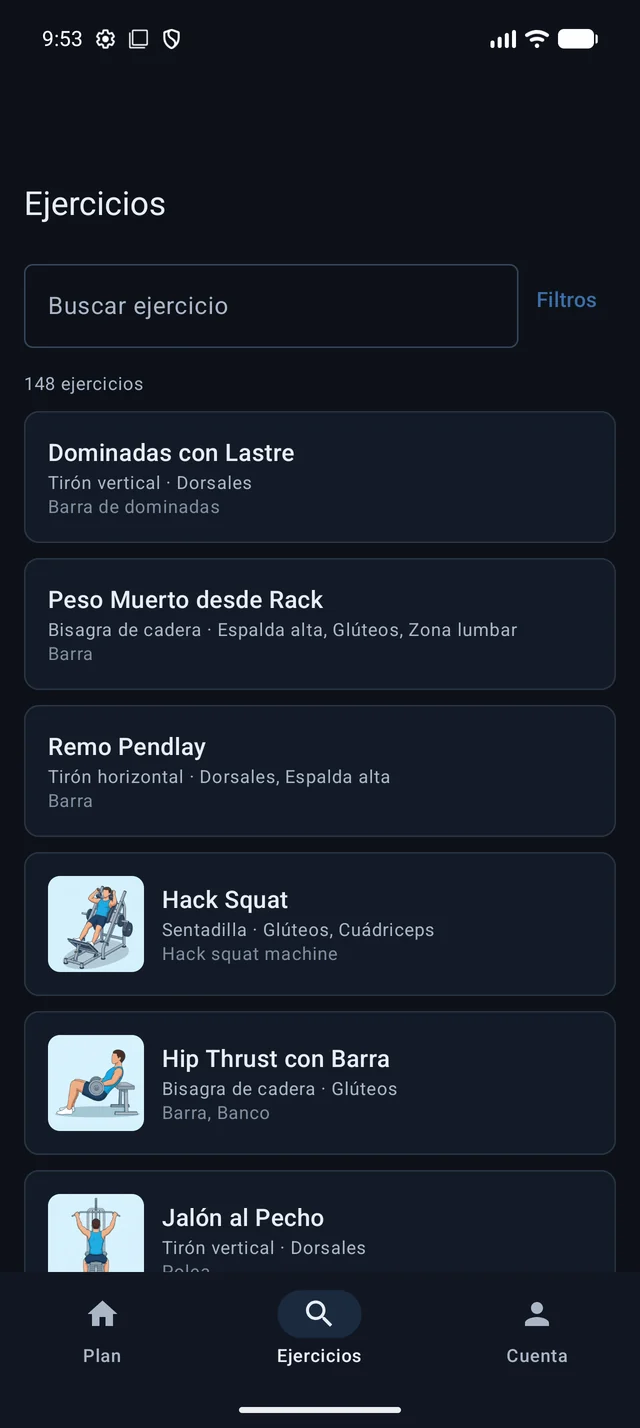 9:53
Ejercicios
Buscar ejercicio
Filtros
148 ejercicios
Dominadas con Lastre
Tirón vertical · Dorsales
Barra de dominadas
Peso Muerto desde Rack
Bisagra de cadera · Espalda alta, Glúteos, Zona lumbar
Barra
Remo Pendlay
Tirón horizontal · Dorsales, Espalda alta
Barra
Hack Squat
Sentadilla · Glúteos, Cuádriceps
Hack squat machine
Hip Thrust con Barra
Bisagra de cadera · Glúteos
Barra, Banco
Jalón al Pecho
Tirón vertical · Dorsales
Polea
Plan
Ejercicios
Cuenta